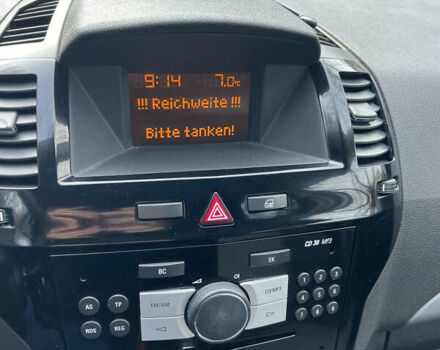 9:14 7.0°C
!!! Reichweite !!!
Bitte tanken!
CD 30 MP3
BC OK
FM/AM CD/MP3
AS TP
RDS REG